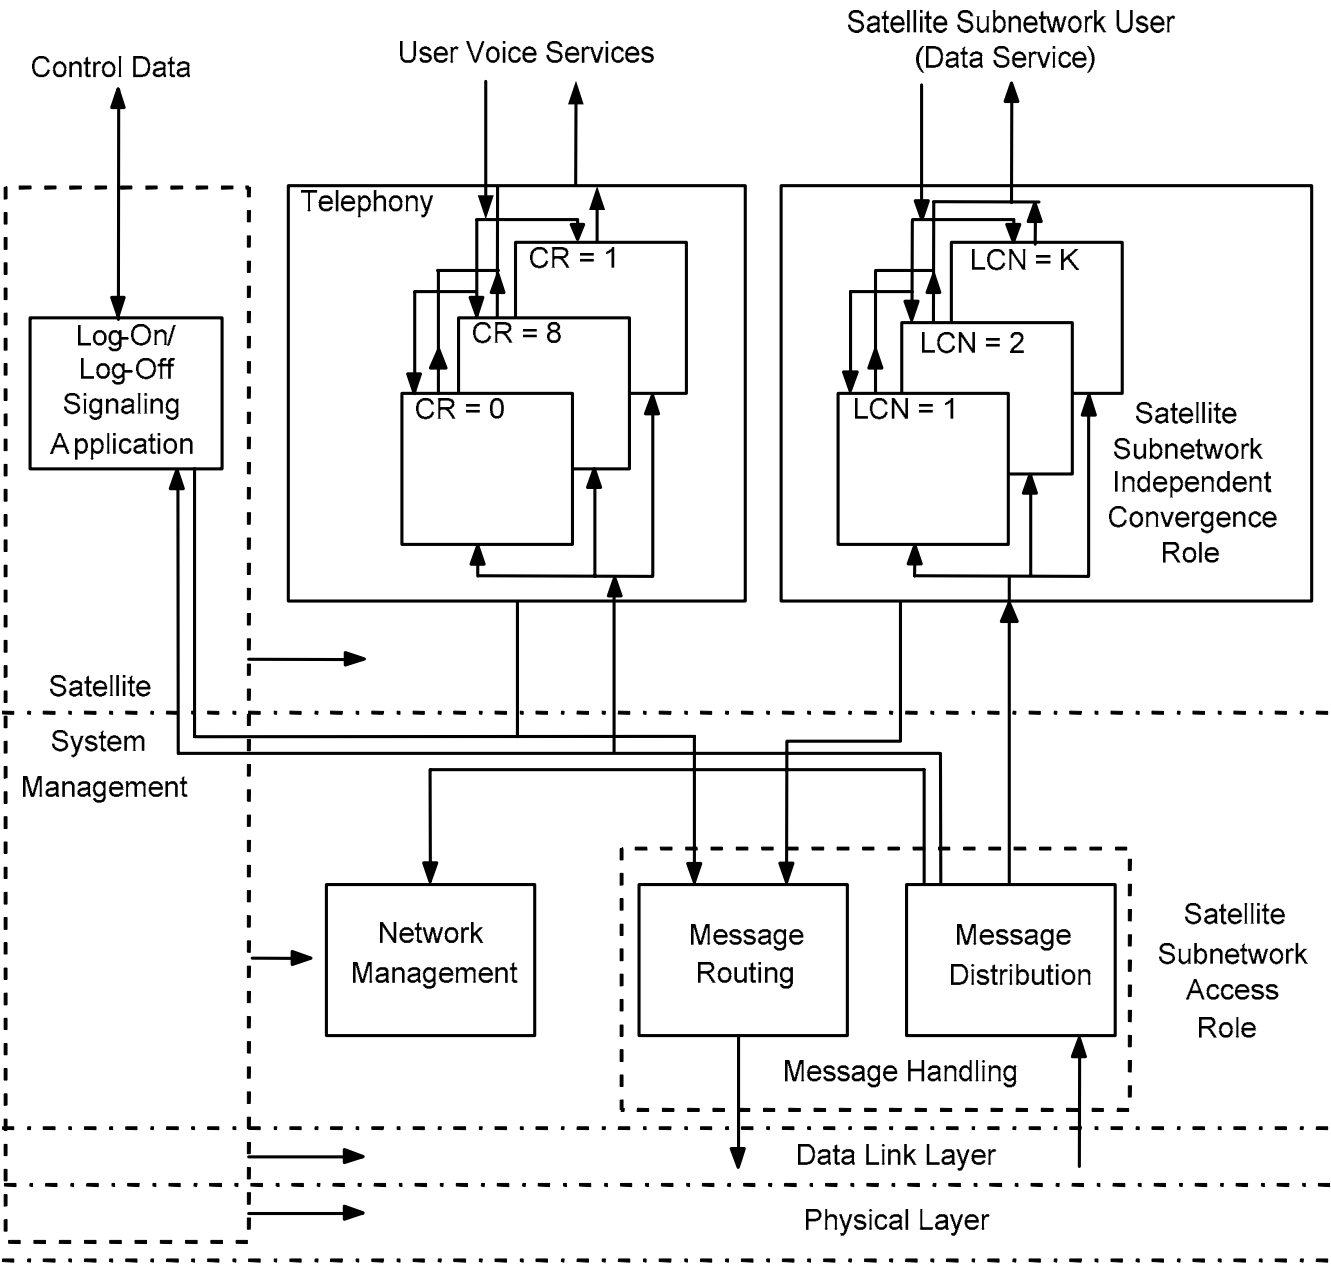 Control Data
User Voice Services
Satellite Subnetwork User
(Data Service)
Telephony
CR = 1
CR = 8
CR = 0
LCN = K
LCN = 2
LCN = 1
Log-On/
Log-Off
Signaling
Application
Satellite
Subnetwork
Independent
Convergence
Role
Satellite
System
Management
Network
Management
Message
Routing
Message
Distribution
Message Handling
Satellite
Subnetwork
Access
Role
Data Link Layer
Physical Layer